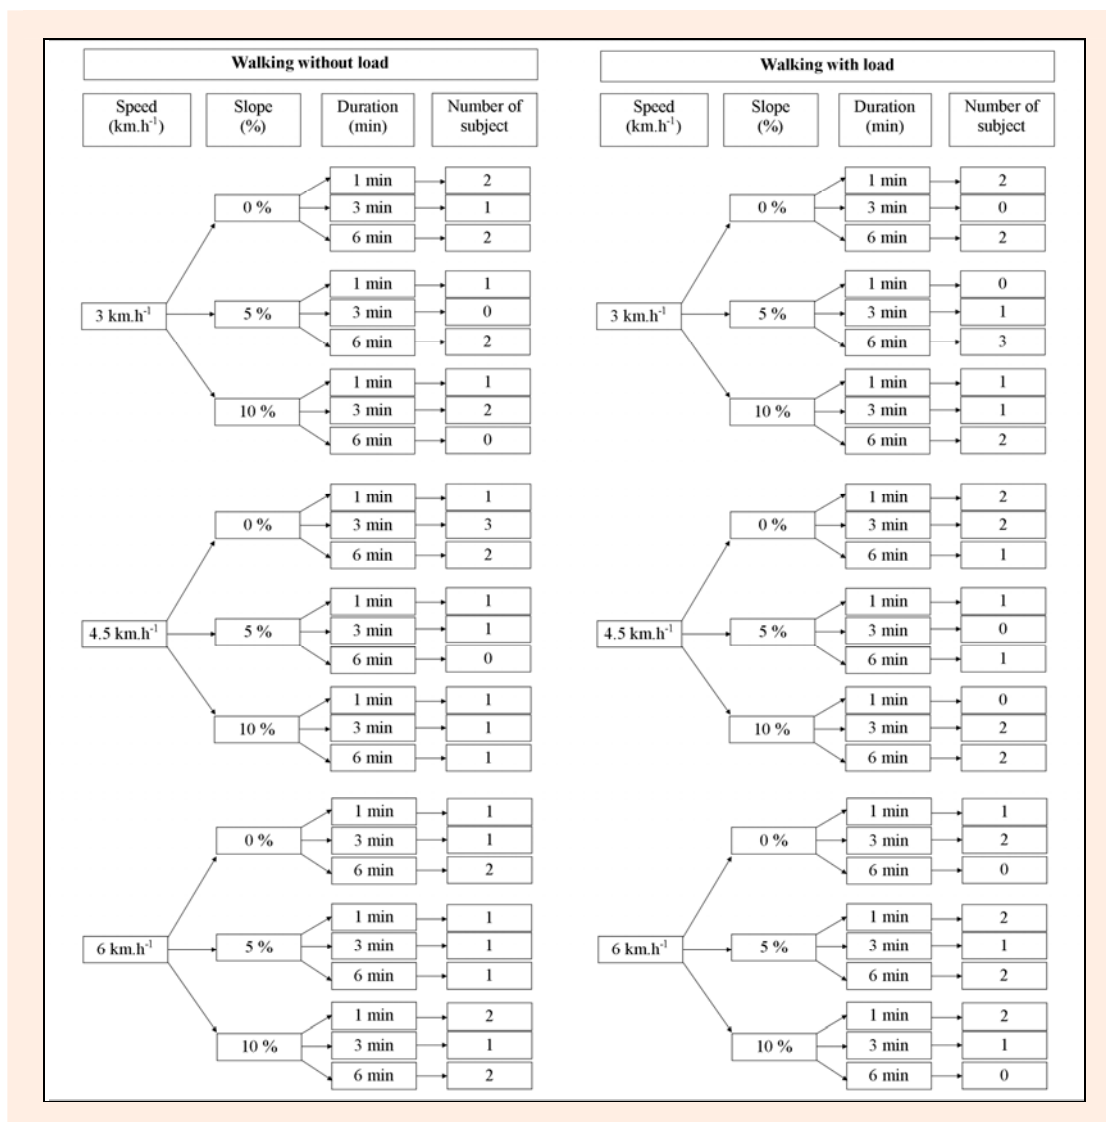 Walking without load
Speed (km.h⁻¹) Slope (%) Duration (min) Number of subject
1 min 2
0 % 3 min 1
6 min 2
1 min 1
3 km.h⁻¹ 5 % 3 min 0
6 min 2
1 min 1
10 % 3 min 2
6 min 0
1 min 1
0 % 3 min 3
6 min 2
1 min 1
4.5 km.h⁻¹ 5 % 3 min 1
6 min 0
1 min 1
10 % 3 min 1
6 min 1
1 min 1
0 % 3 min 1
6 min 2
1 min 1
6 km.h⁻¹ 5 % 3 min 1
6 min 1
1 min 2
10 % 3 min 1
6 min 2
Walking with load
Speed (km.h⁻¹) Slope (%) Duration (min) Number of subject
1 min 2
0 % 3 min 0
6 min 2
1 min 0
3 km.h⁻¹ 5 % 3 min 1
6 min 3
1 min 1
10 % 3 min 1
6 min 2
1 min 2
0 % 3 min 2
6 min 1
1 min 1
4.5 km.h⁻¹ 5 % 3 min 0
6 min 1
1 min 0
10 % 3 min 2
6 min 2
1 min 1
0 % 3 min 2
6 min 0
1 min 2
6 km.h⁻¹ 5 % 3 min 1
6 min 2
1 min 2
10 % 3 min 1
6 min 0